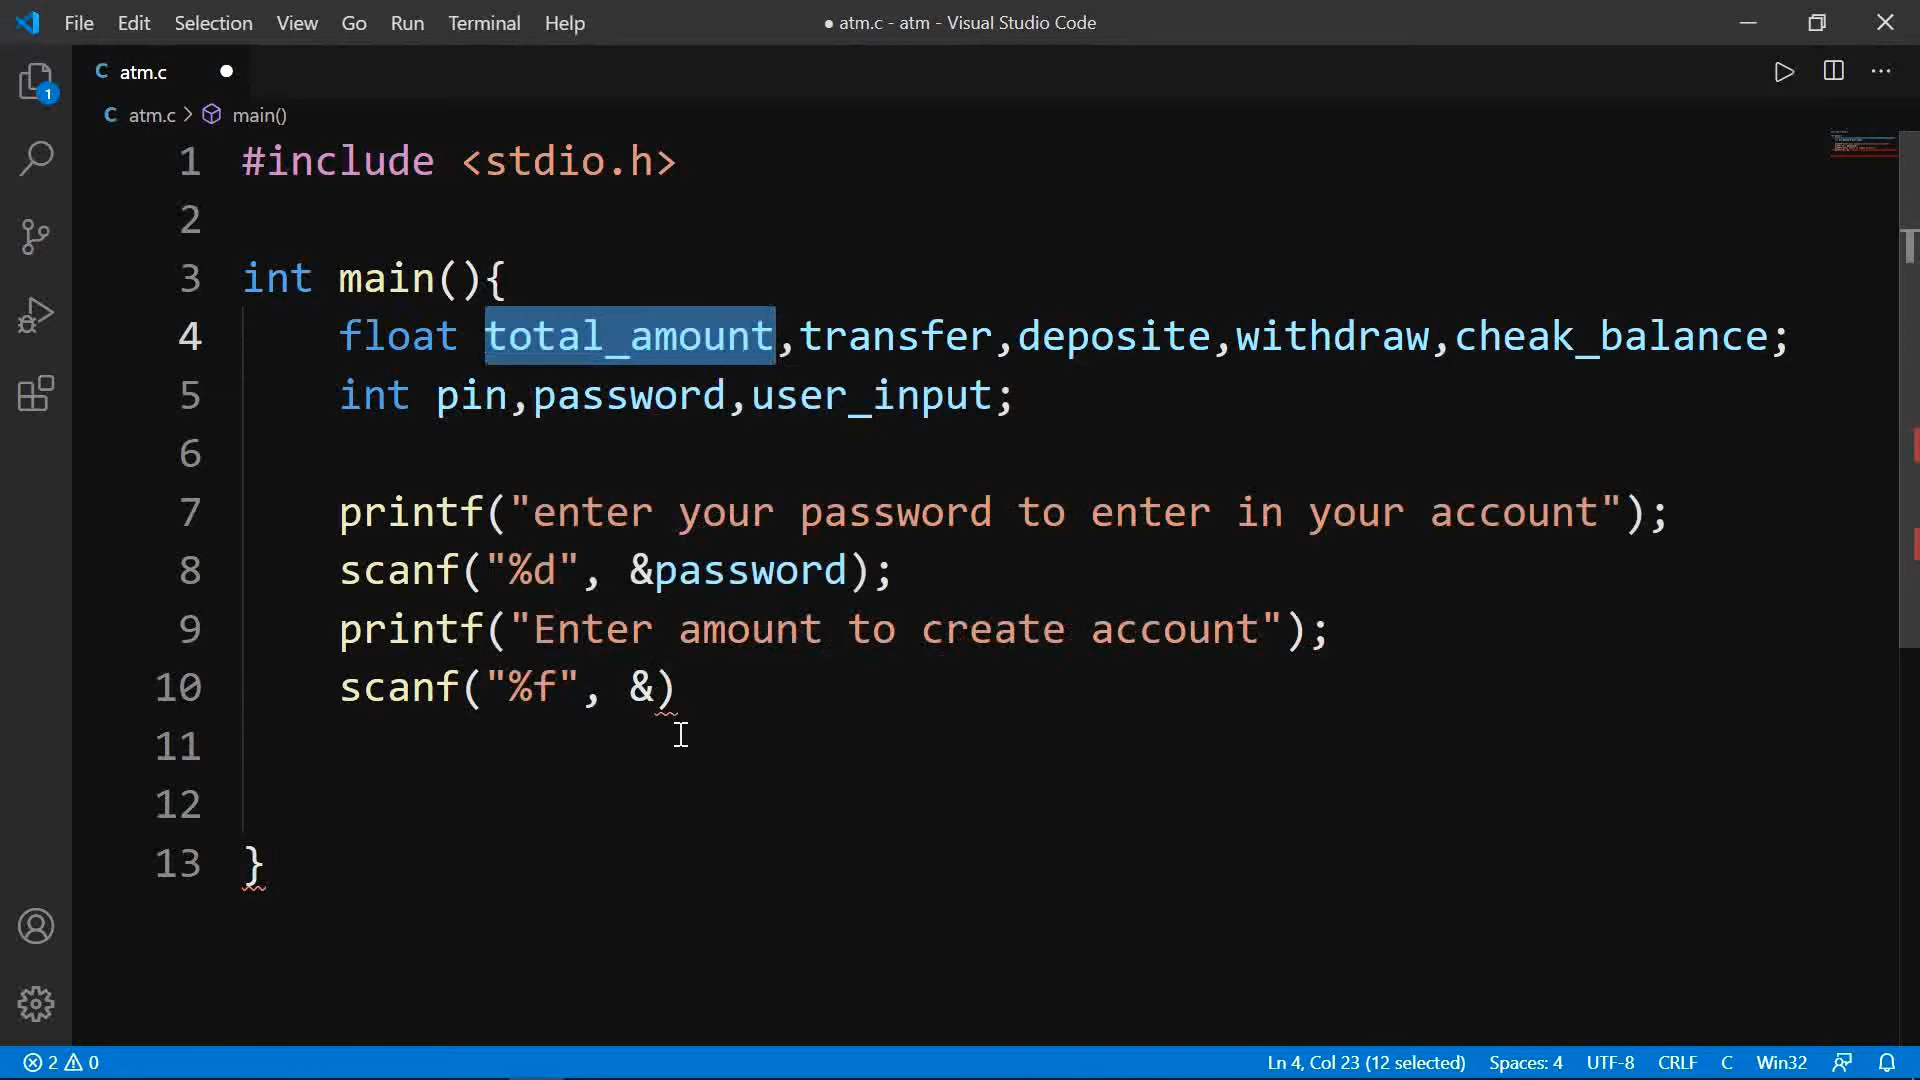 File Edit Selection View Go Run Terminal Help ● atm.c - atm - Visual Studio Code
C atm.c ●
1
C atm.c > main()
1 #include <stdio.h>
2
3 int main(){
4 float total_amount,transfer,deposite,withdraw,cheak_balance;
5 int pin,password,user_input;
6
7 printf("enter your password to enter in your account");
8 scanf("%d", &password);
9 printf("Enter amount to create account");
10 scanf("%f", &)
11
12
13 }
2 0 Ln 4, Col 23 (12 selected) Spaces: 4 UTF-8 CRLF C Win32